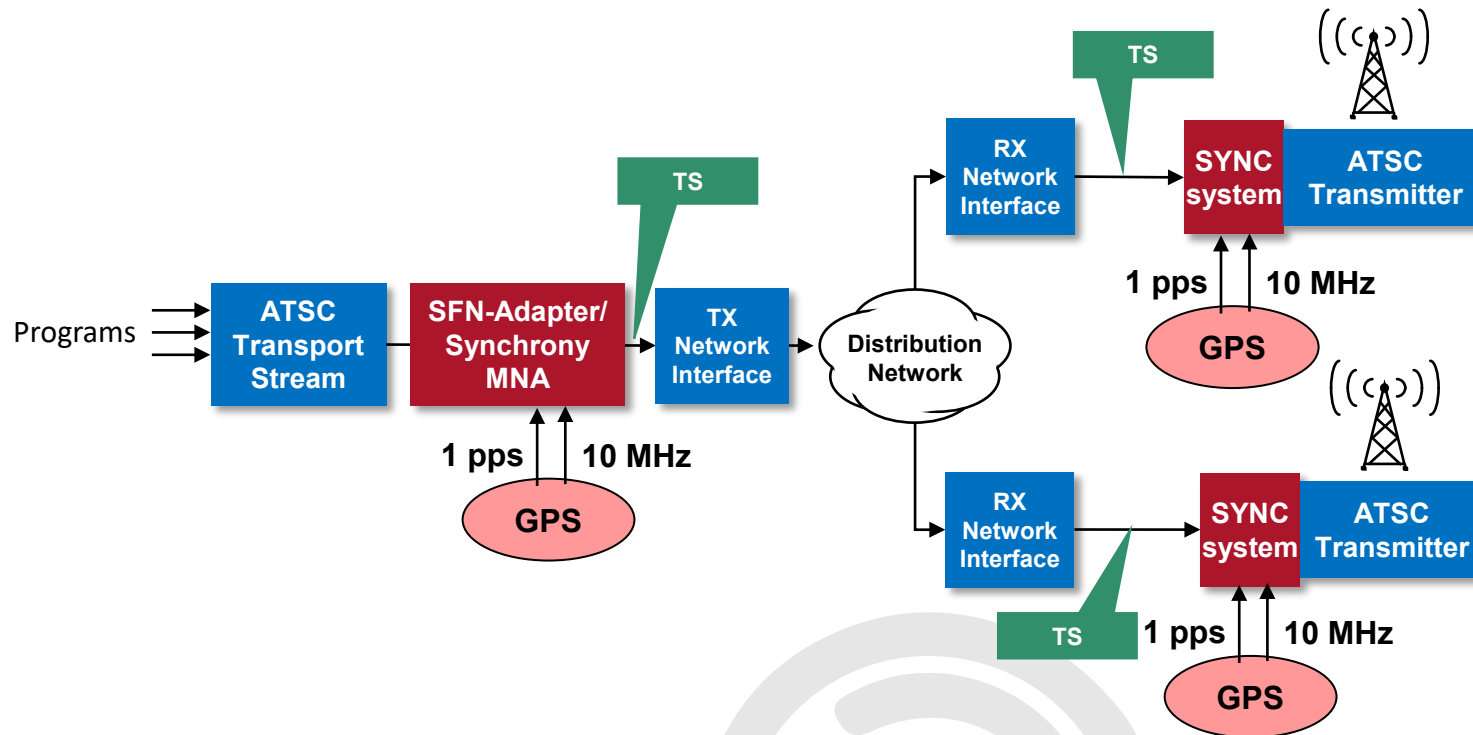 Programs
ATSC
Transport
Stream
SFN-Adapter/
Synchrony
MNA
1 pps
10 MHz
GPS
TS
TX
Network
Interface
Distribution
Network
RX
Network
Interface
TS
SYNC
system
ATSC
Transmitter
1 pps
10 MHz
GPS
RX
Network
Interface
TS
SYNC
system
ATSC
Transmitter
1 pps
10 MHz
GPS